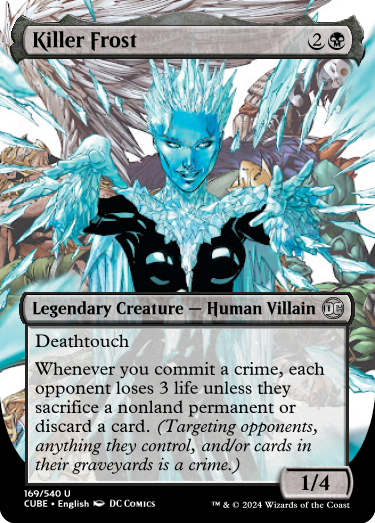 Killer Frost 2
Legendary Creature — Human Villain DC
Deathtouch
Whenever you commit a crime, each
opponent loses 3 life unless they
sacrifice a nonland permanent or
discard a card. (Targeting opponents,
anything they control, and/or cards in
their graveyards is a crime.)
1/4
169/540 U
CUBE • English DC Comics
™ & © 2024 Wizards of the Coast